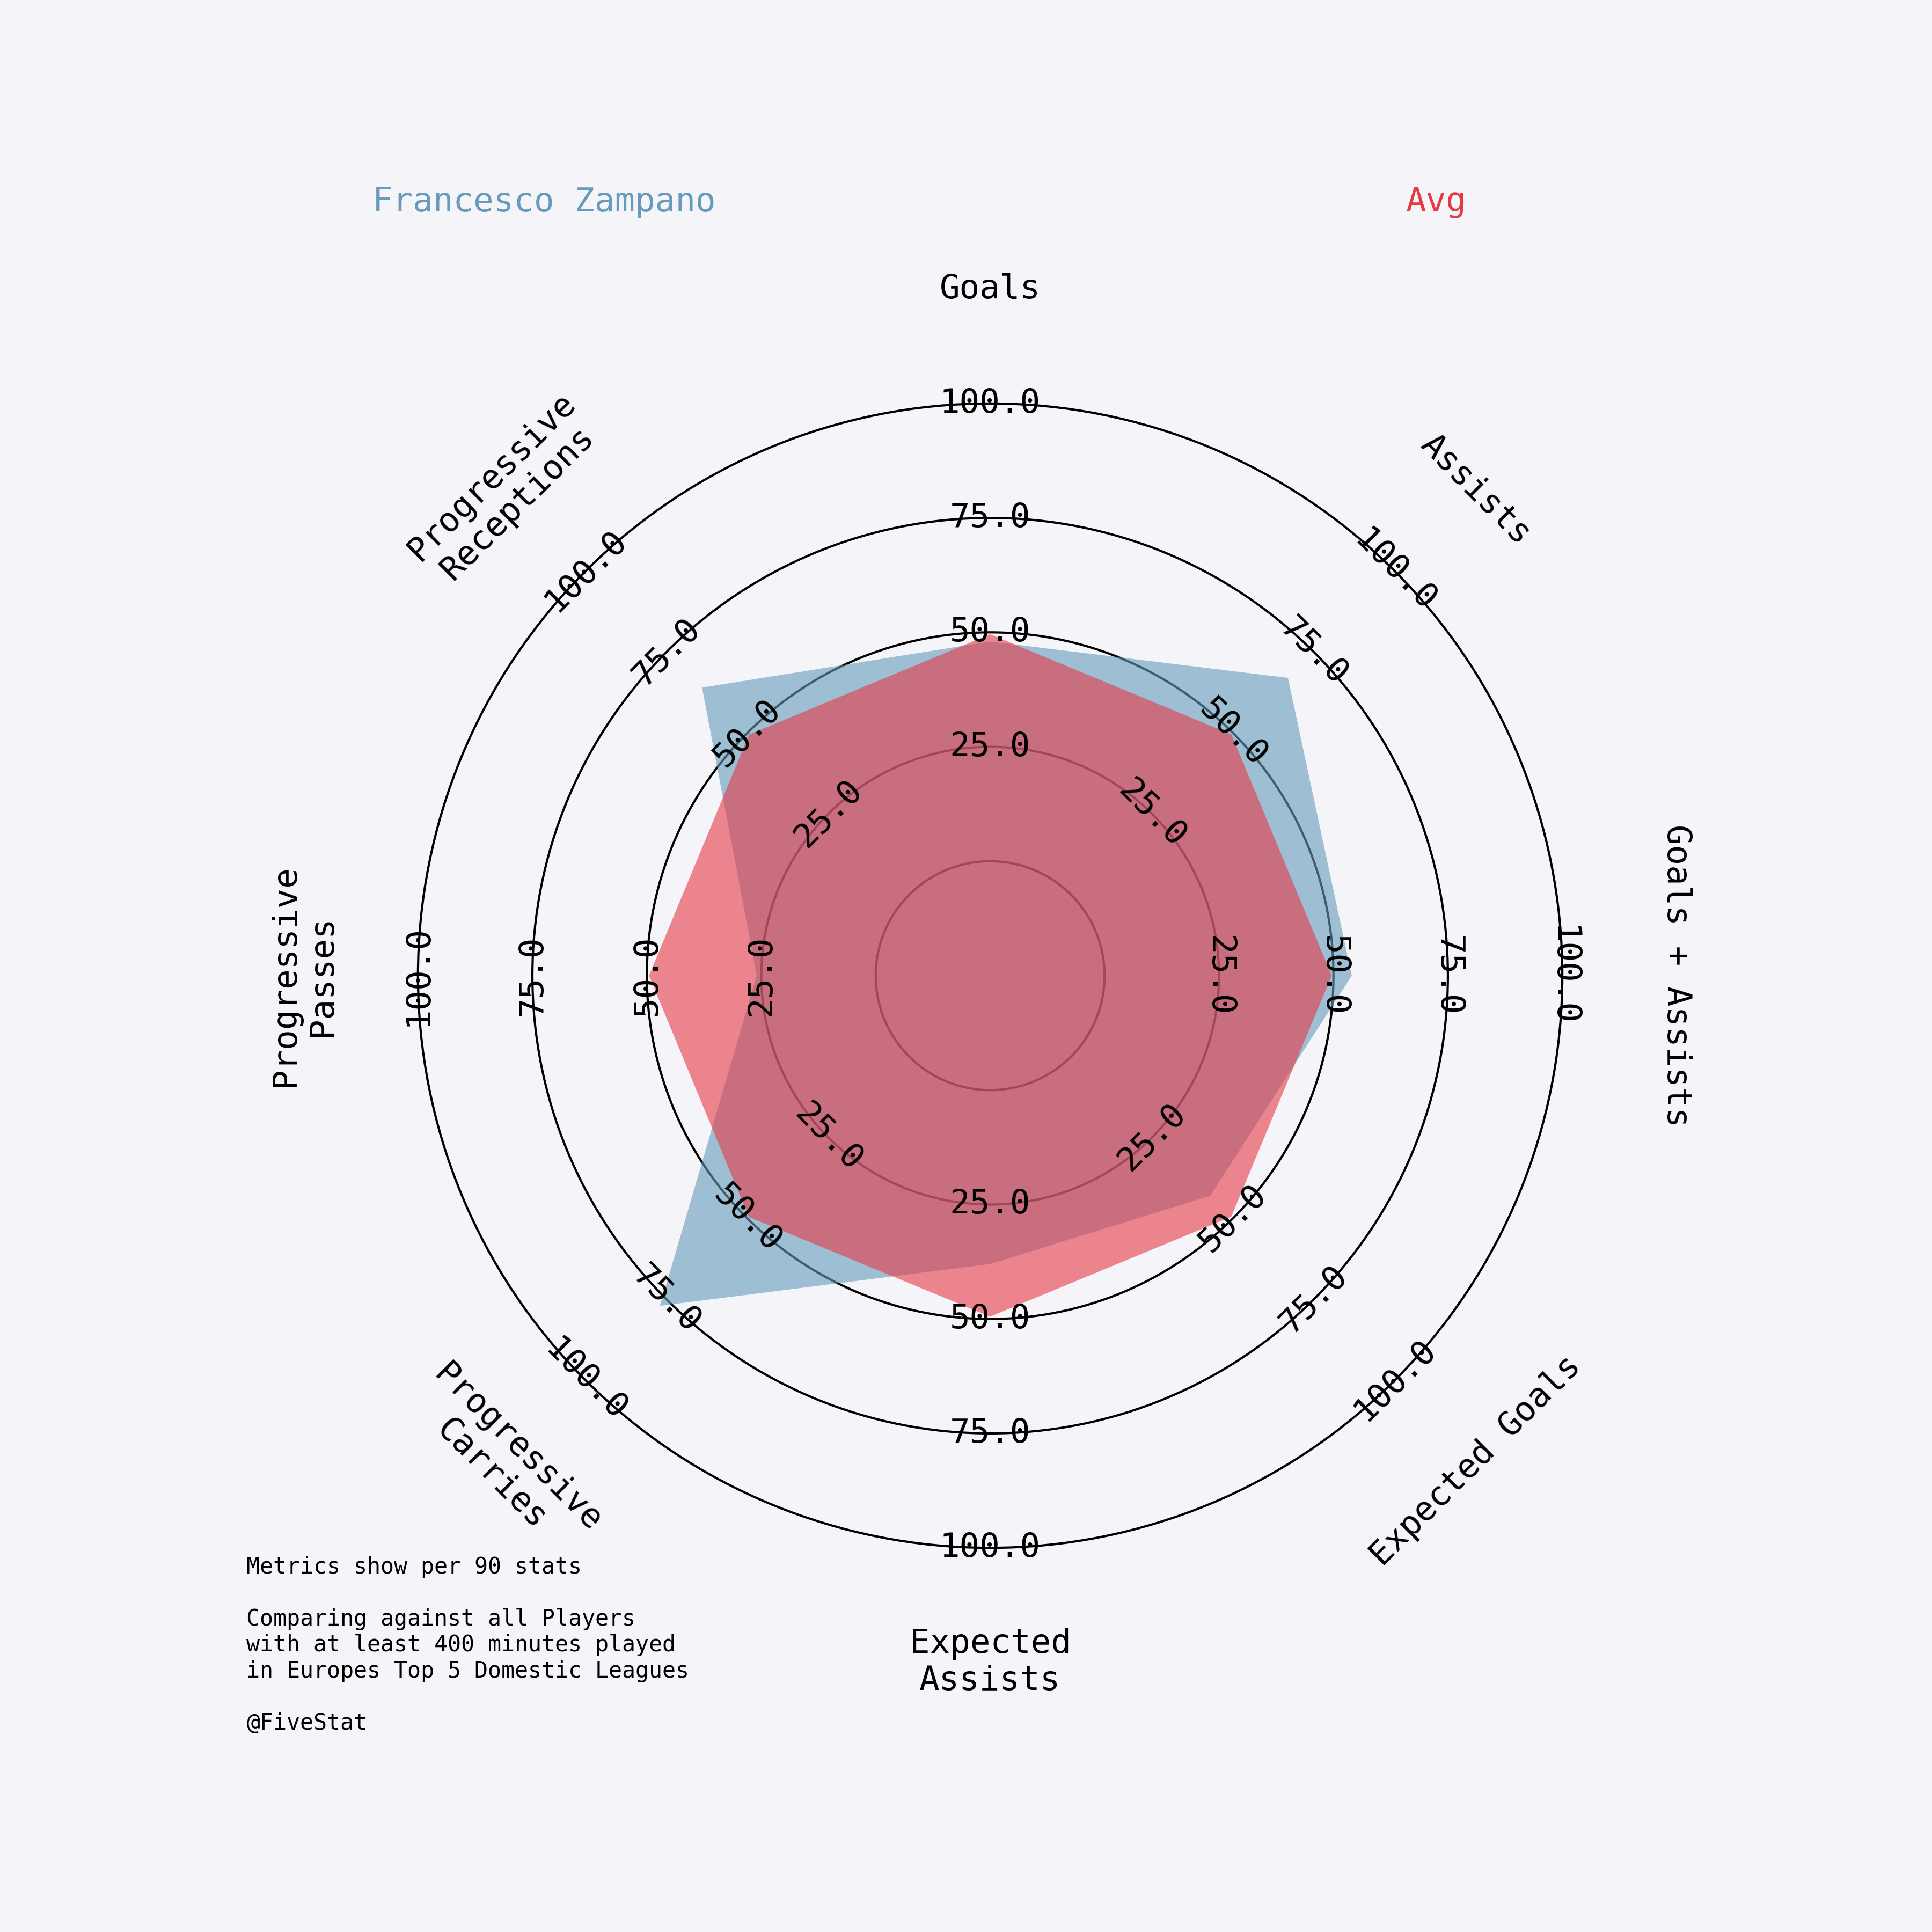 Francesco Zampano
Avg
Goals
Assists
Goals + Assists
Expected Goals
Expected
Assists
Progressive
Carries
Progressive
Passes
Progressive
Receptions
25.0
50.0
75.0
100.0
25.0
50.0
75.0
100.0
25.0
50.0
75.0
100.0
25.0
50.0
75.0
100.0
25.0
50.0
75.0
100.0
25.0
50.0
75.0
100.0
25.0
50.0
75.0
100.0
25.0
50.0
75.0
100.0
Metrics show per 90 stats
Comparing against all Players
with at least 400 minutes played
in Europes Top 5 Domestic Leagues
@FiveStat